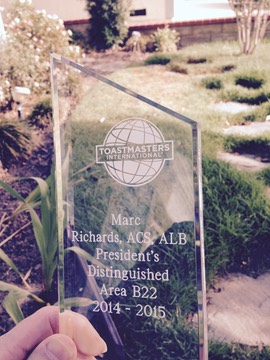 TOASTMASTERS
INTERNATIONAL
Marc
Richards, ACS, ALB
President's
Distinguished
Area B22
2014 - 2015